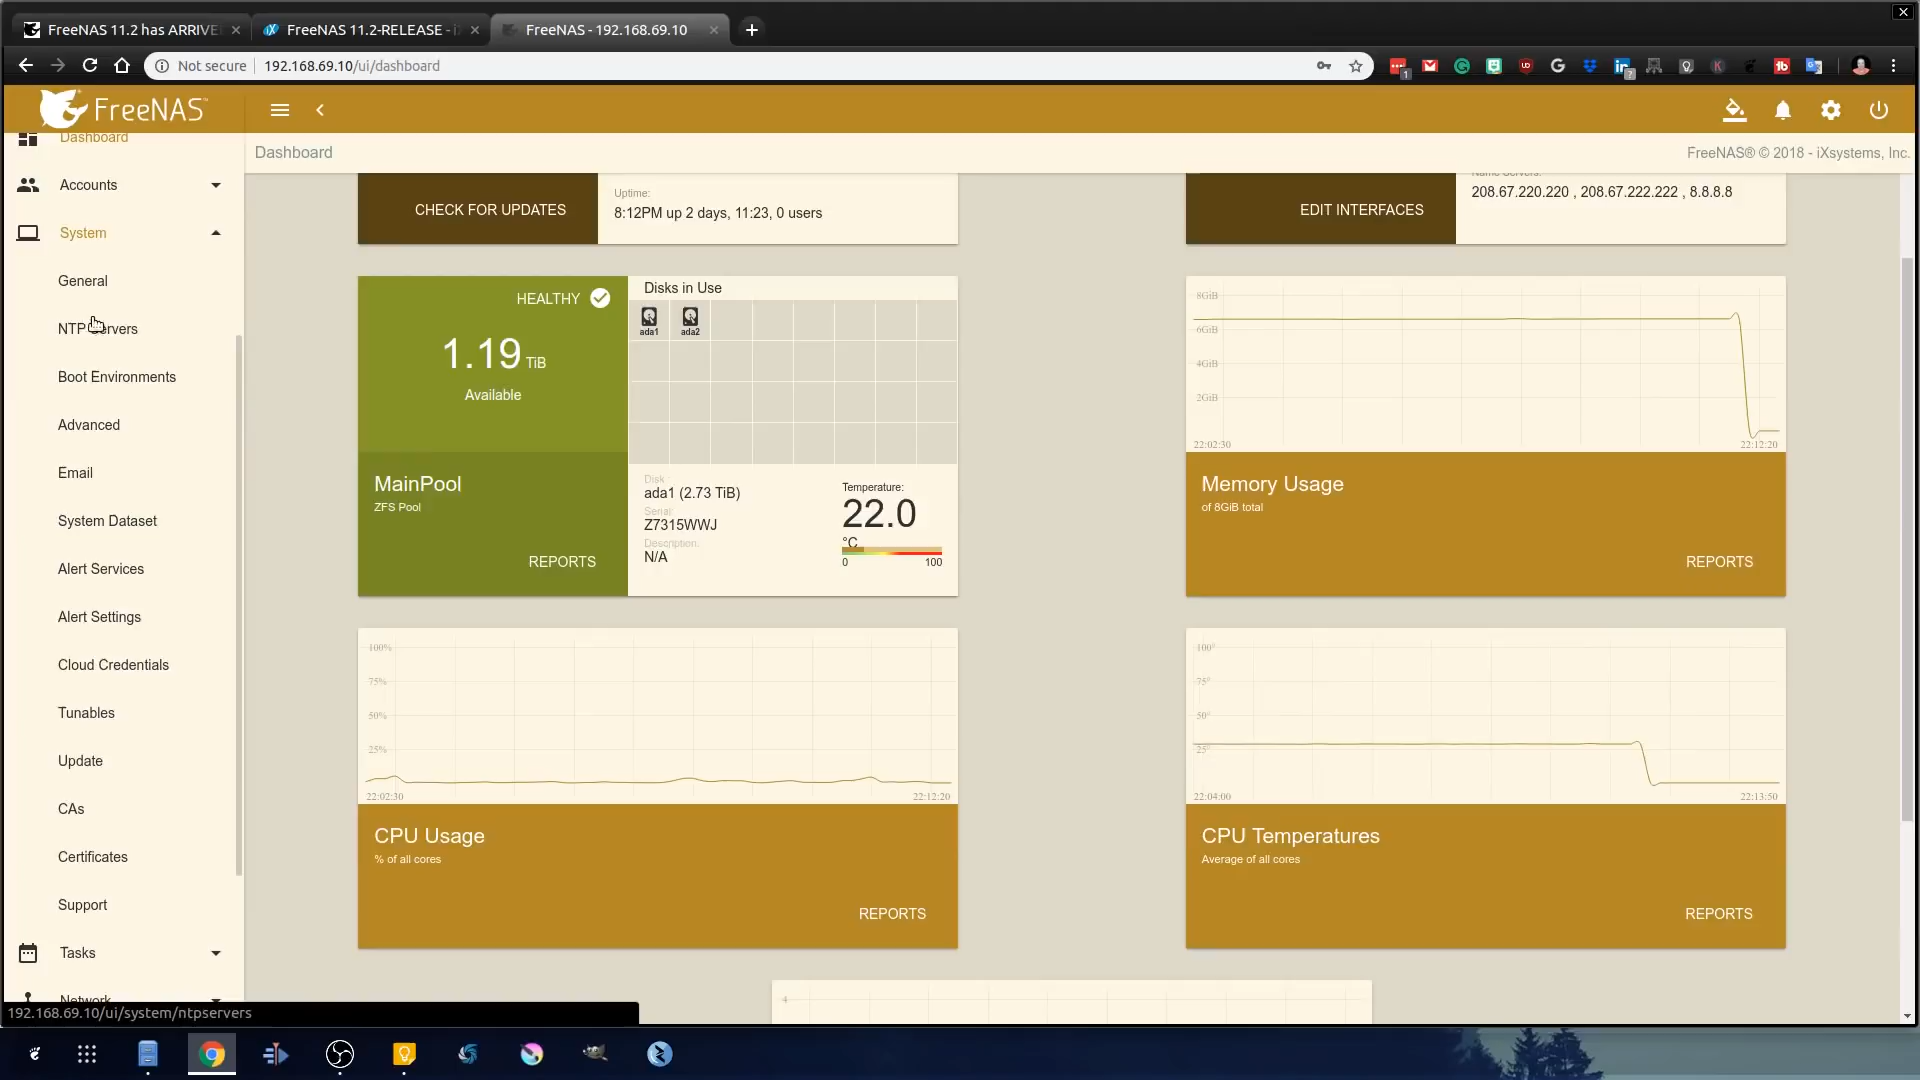 FreeNAS 11.2 has ARRIVE
FreeNAS 11.2-RELEASE - i
FreeNAS - 192.168.69.10
Not secure
192.168.69.10/ui/dashboard
1
?
FreeNAS
Dashboard
Accounts
System
General
NTP Servers
Boot Environments
Advanced
Email
System Dataset
Alert Services
Alert Settings
Cloud Credentials
Tunables
Update
CAs
Certificates
Support
Tasks
Network
192.168.69.10/ui/system/ntpservers
Dashboard
FreeNAS® © 2018 - iXsystems, Inc.
CHECK FOR UPDATES
Uptime:
8:12PM up 2 days, 11:23, 0 users
EDIT INTERFACES
Name Servers:
208.67.220.220 , 208.67.222.222 , 8.8.8.8
HEALTHY
1.19 TiB
Available
MainPool
ZFS Pool
REPORTS
Disks in Use
ada1
ada2
Disk:
ada1 (2.73 TiB)
Serial:
Z7315WWJ
Description:
N/A
Temperature:
22.0
°C
0
100
8GiB
6GiB
4GiB
2GiB
22:02:30
22:12:20
Memory Usage
of 8GiB total
REPORTS
100%
75%
50%
25%
22:02:30
22:12:20
CPU Usage
% of all cores
REPORTS
100°
75°
50°
25°
22:04:00
22:13:50
CPU Temperatures
Average of all cores
REPORTS
4